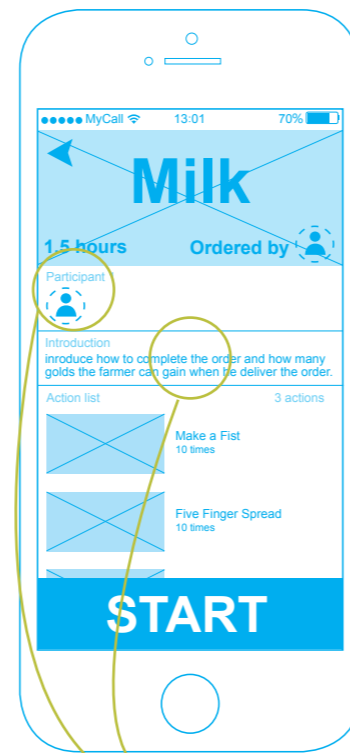 MyCall 13:01 70%
Milk
1.5 hours Ordered by
Participant
Introduction
inroduce how to complete the order and how many
golds the farmer can gain when he deliver the order.
Action list 3 actions
Make a Fist
10 times
Five Finger Spread
10 times
START